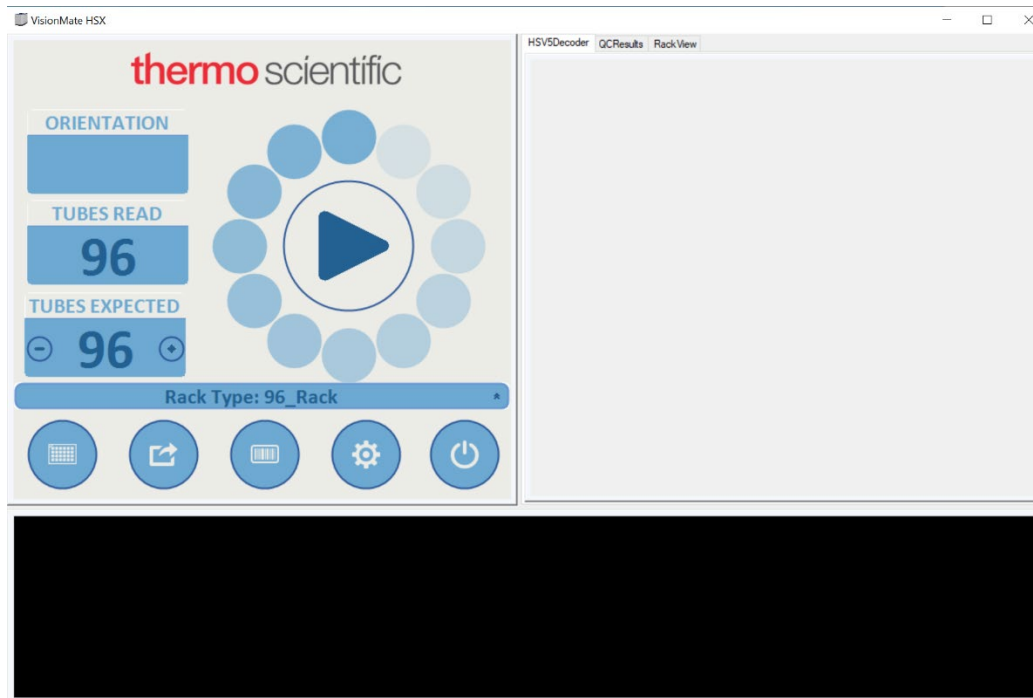 VisionMate HSX
thermo scientific
ORIENTATION
TUBES READ
96
TUBES EXPECTED
96
Rack Type: 96_Rack
HSV5Decoder QCResults RackView